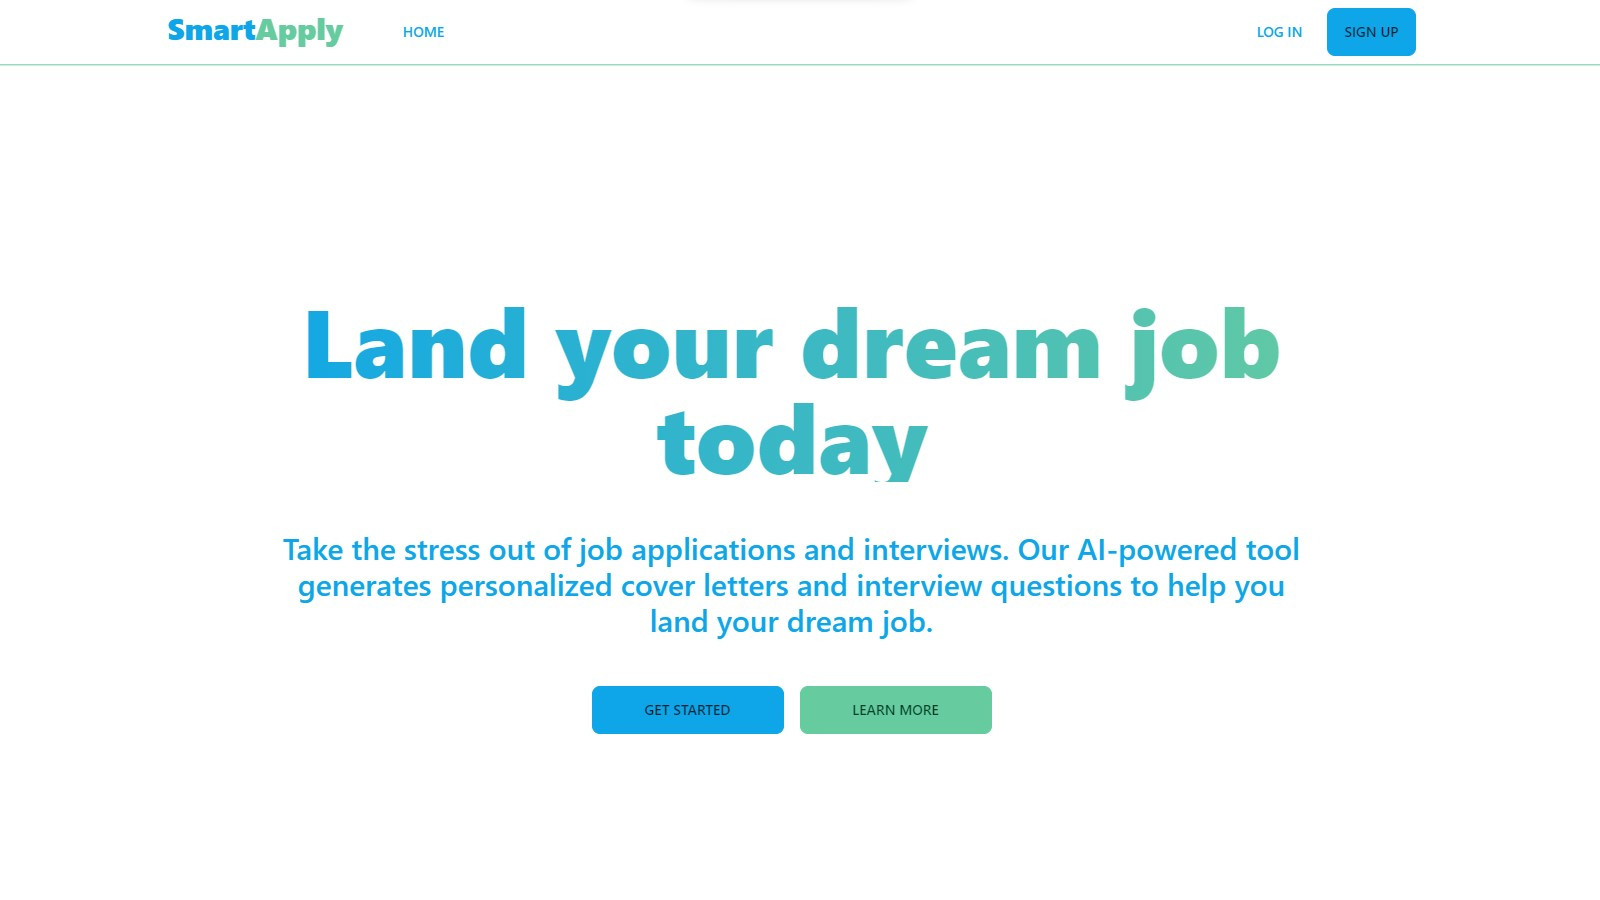 SmartApply
HOME
LOG IN
SIGN UP
Land your dream job
today
Take the stress out of job applications and interviews. Our AI-powered tool
generates personalized cover letters and interview questions to help you
land your dream job.
GET STARTED
LEARN MORE